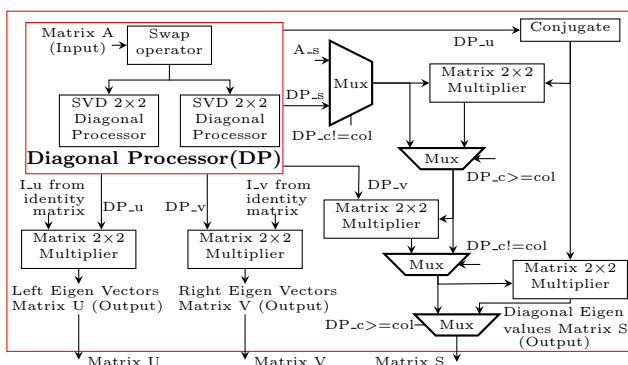 Matrix A
(Input)
Swap
operator
SVD 2×2
Diagonal
Processor
SVD 2×2
Diagonal
Processor
Diagonal Processor(DP)
A_s
DP_s
Mux
DP_c!=col
DP_u
Conjugate
Matrix 2×2
Multiplier
Mux
DP_c>=col
DP_v
I_u from
identity
matrix
DP_u
DP_v
I_v from
identity
matrix
Matrix 2×2
Multiplier
Matrix 2×2
Multiplier
Matrix 2×2
Multiplier
DP_c!=col
Mux
Matrix 2×2
Multiplier
Left Eigen Vectors
Matrix U (Output)
Right Eigen Vectors
Matrix V (Output)
DP_c>=col
Mux
Diagonal Eigen
values Matrix S
(Output)
Matrix U
Matrix V
Matrix S